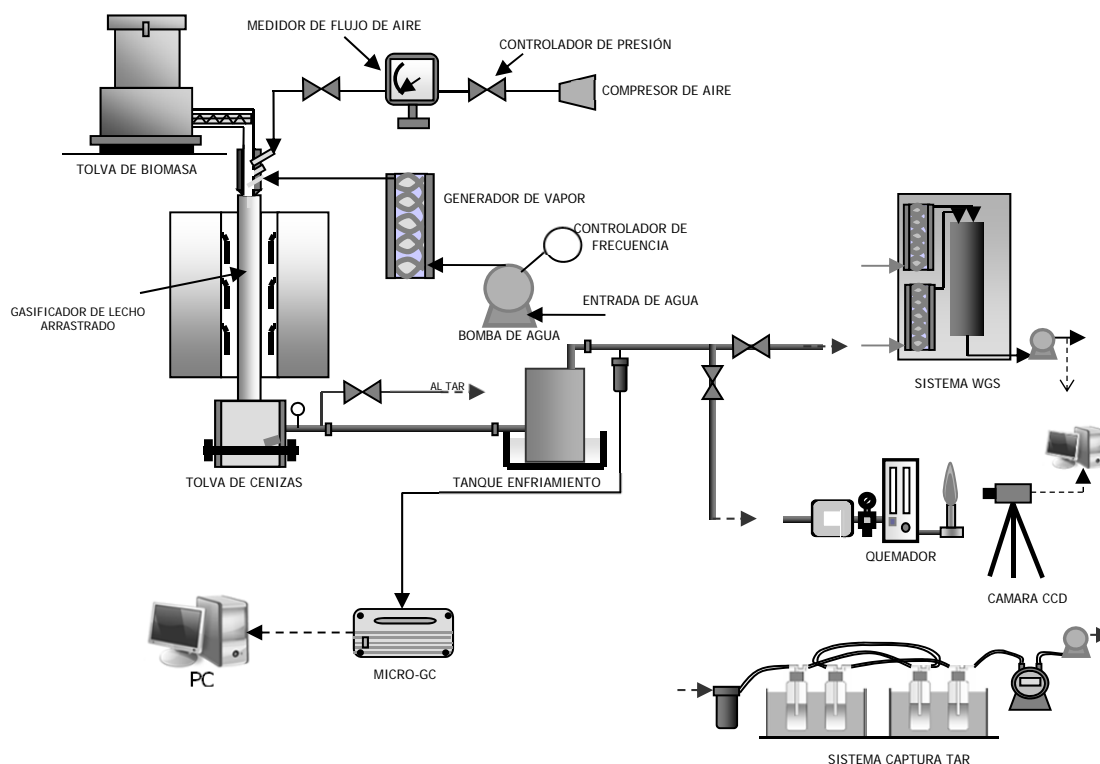 MEDIDOR DE FLUJO DE AIRE
CONTROLADOR DE PRESIÓN
COMPRESOR DE AIRE
TOLVA DE BIOMASA
GENERADOR DE VAPOR
CONTROLADOR DE
FRECUENCIA
GASIFICADOR DE LECHO
ARRASTRADO
ENTRADA DE AGUA
BOMBA DE AGUA
AL TAR
SISTEMA WGS
TOLVA DE CENIZAS
TANQUE ENFRIAMIENTO
QUEMADOR
CAMARA CCD
PC
MICRO-GC
SISTEMA CAPTURA TAR